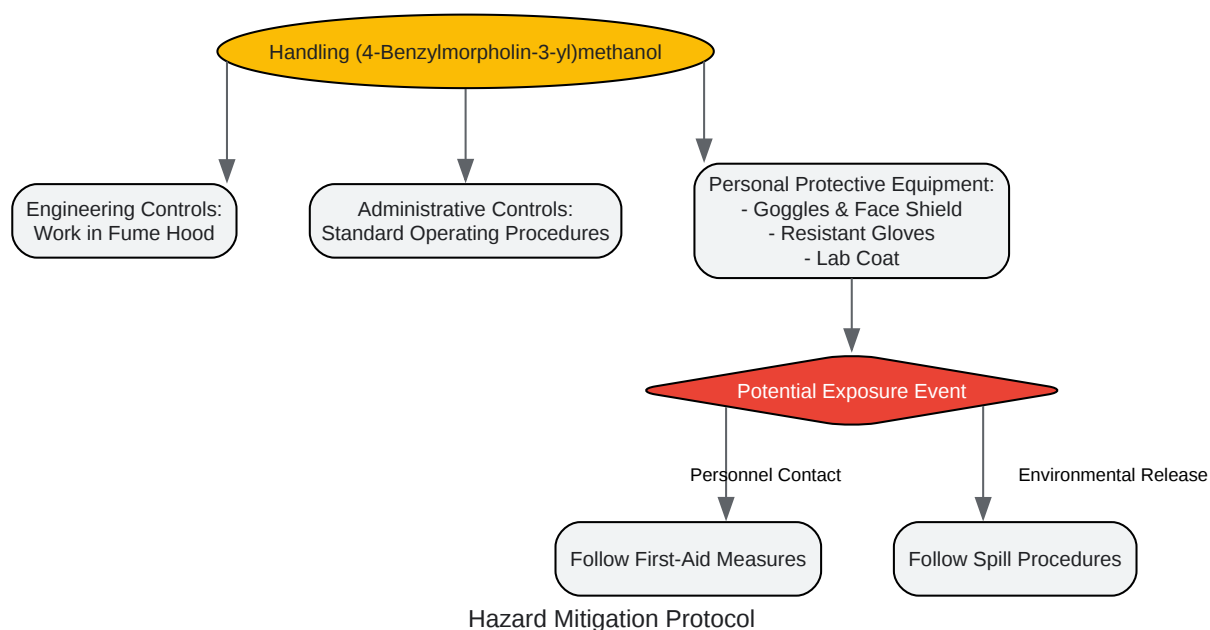 Handling (4-Benzylmorpholin-3-yl)methanol
Engineering Controls:
Work in Fume Hood
Administrative Controls:
Standard Operating Procedures
Personal Protective Equipment:
- Goggles & Face Shield
- Resistant Gloves
- Lab Coat
Potential Exposure Event
Personnel Contact
Environmental Release
Follow First-Aid Measures
Follow Spill Procedures
Hazard Mitigation Protocol